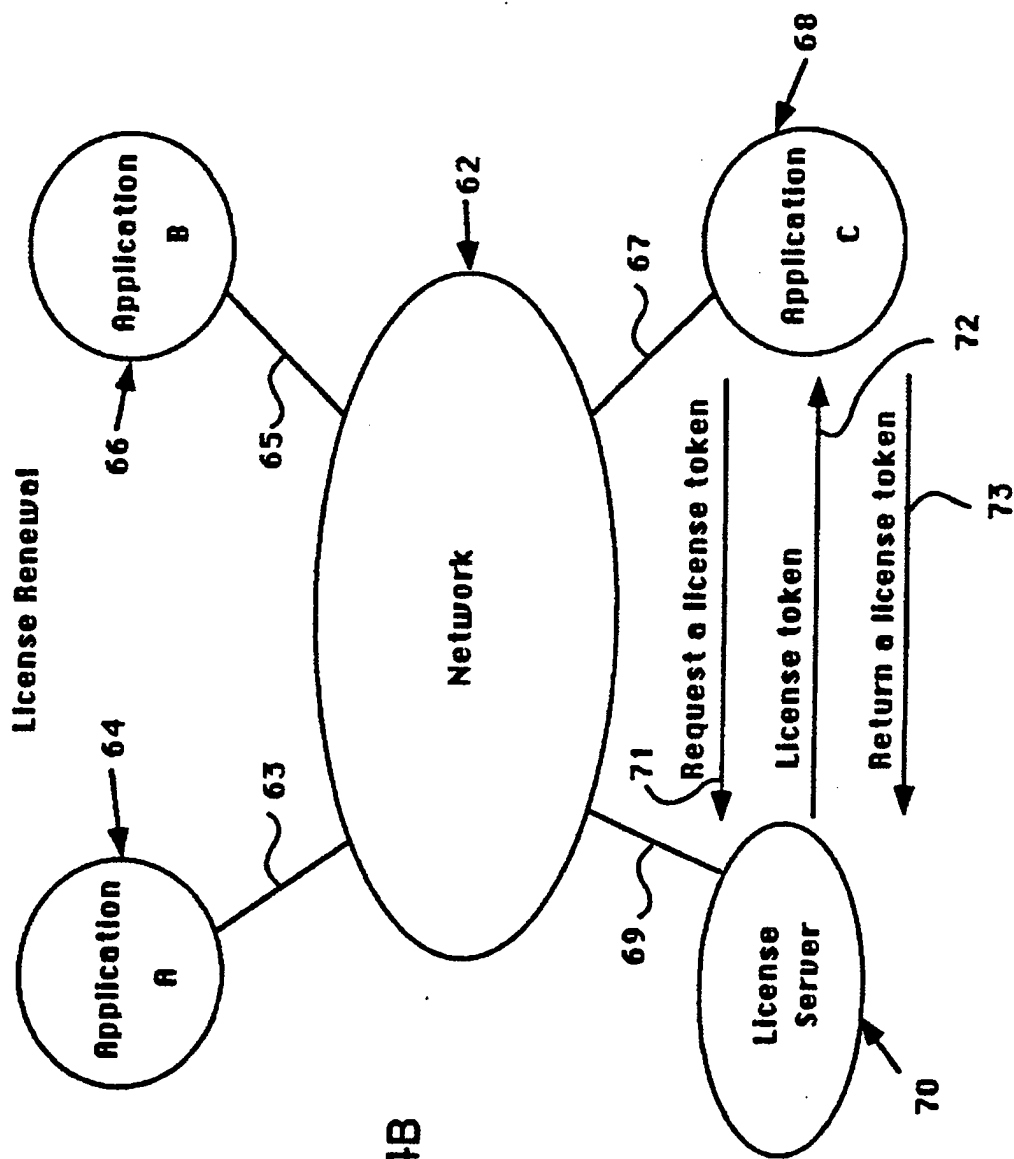 License Renewal
64
66
Application
A
Application
B
63
65
62
Network
69
67
71
Request a license token
68
License
Server
License token
Application
C
Return a license token
70
72
73
4B